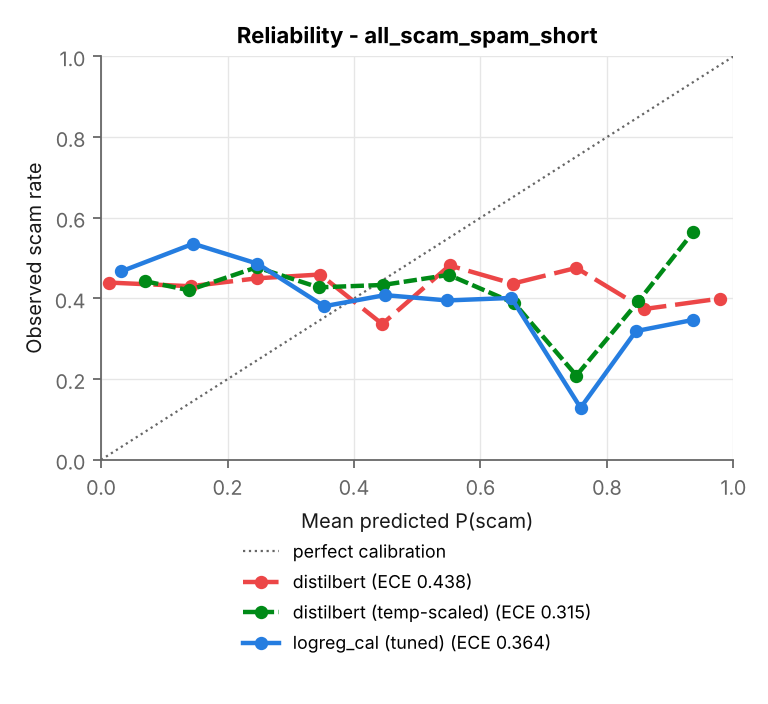 Reliability - all_scam_spam_short
1.0
0.8
0.6
0.4
0.2
0.0
Observed scam rate
0.0 0.2 0.4 0.6 0.8 1.0
Mean predicted P(scam)
perfect calibration
distilbert (ECE 0.438)
distilbert (temp-scaled) (ECE 0.315)
logreg_cal (tuned) (ECE 0.364)